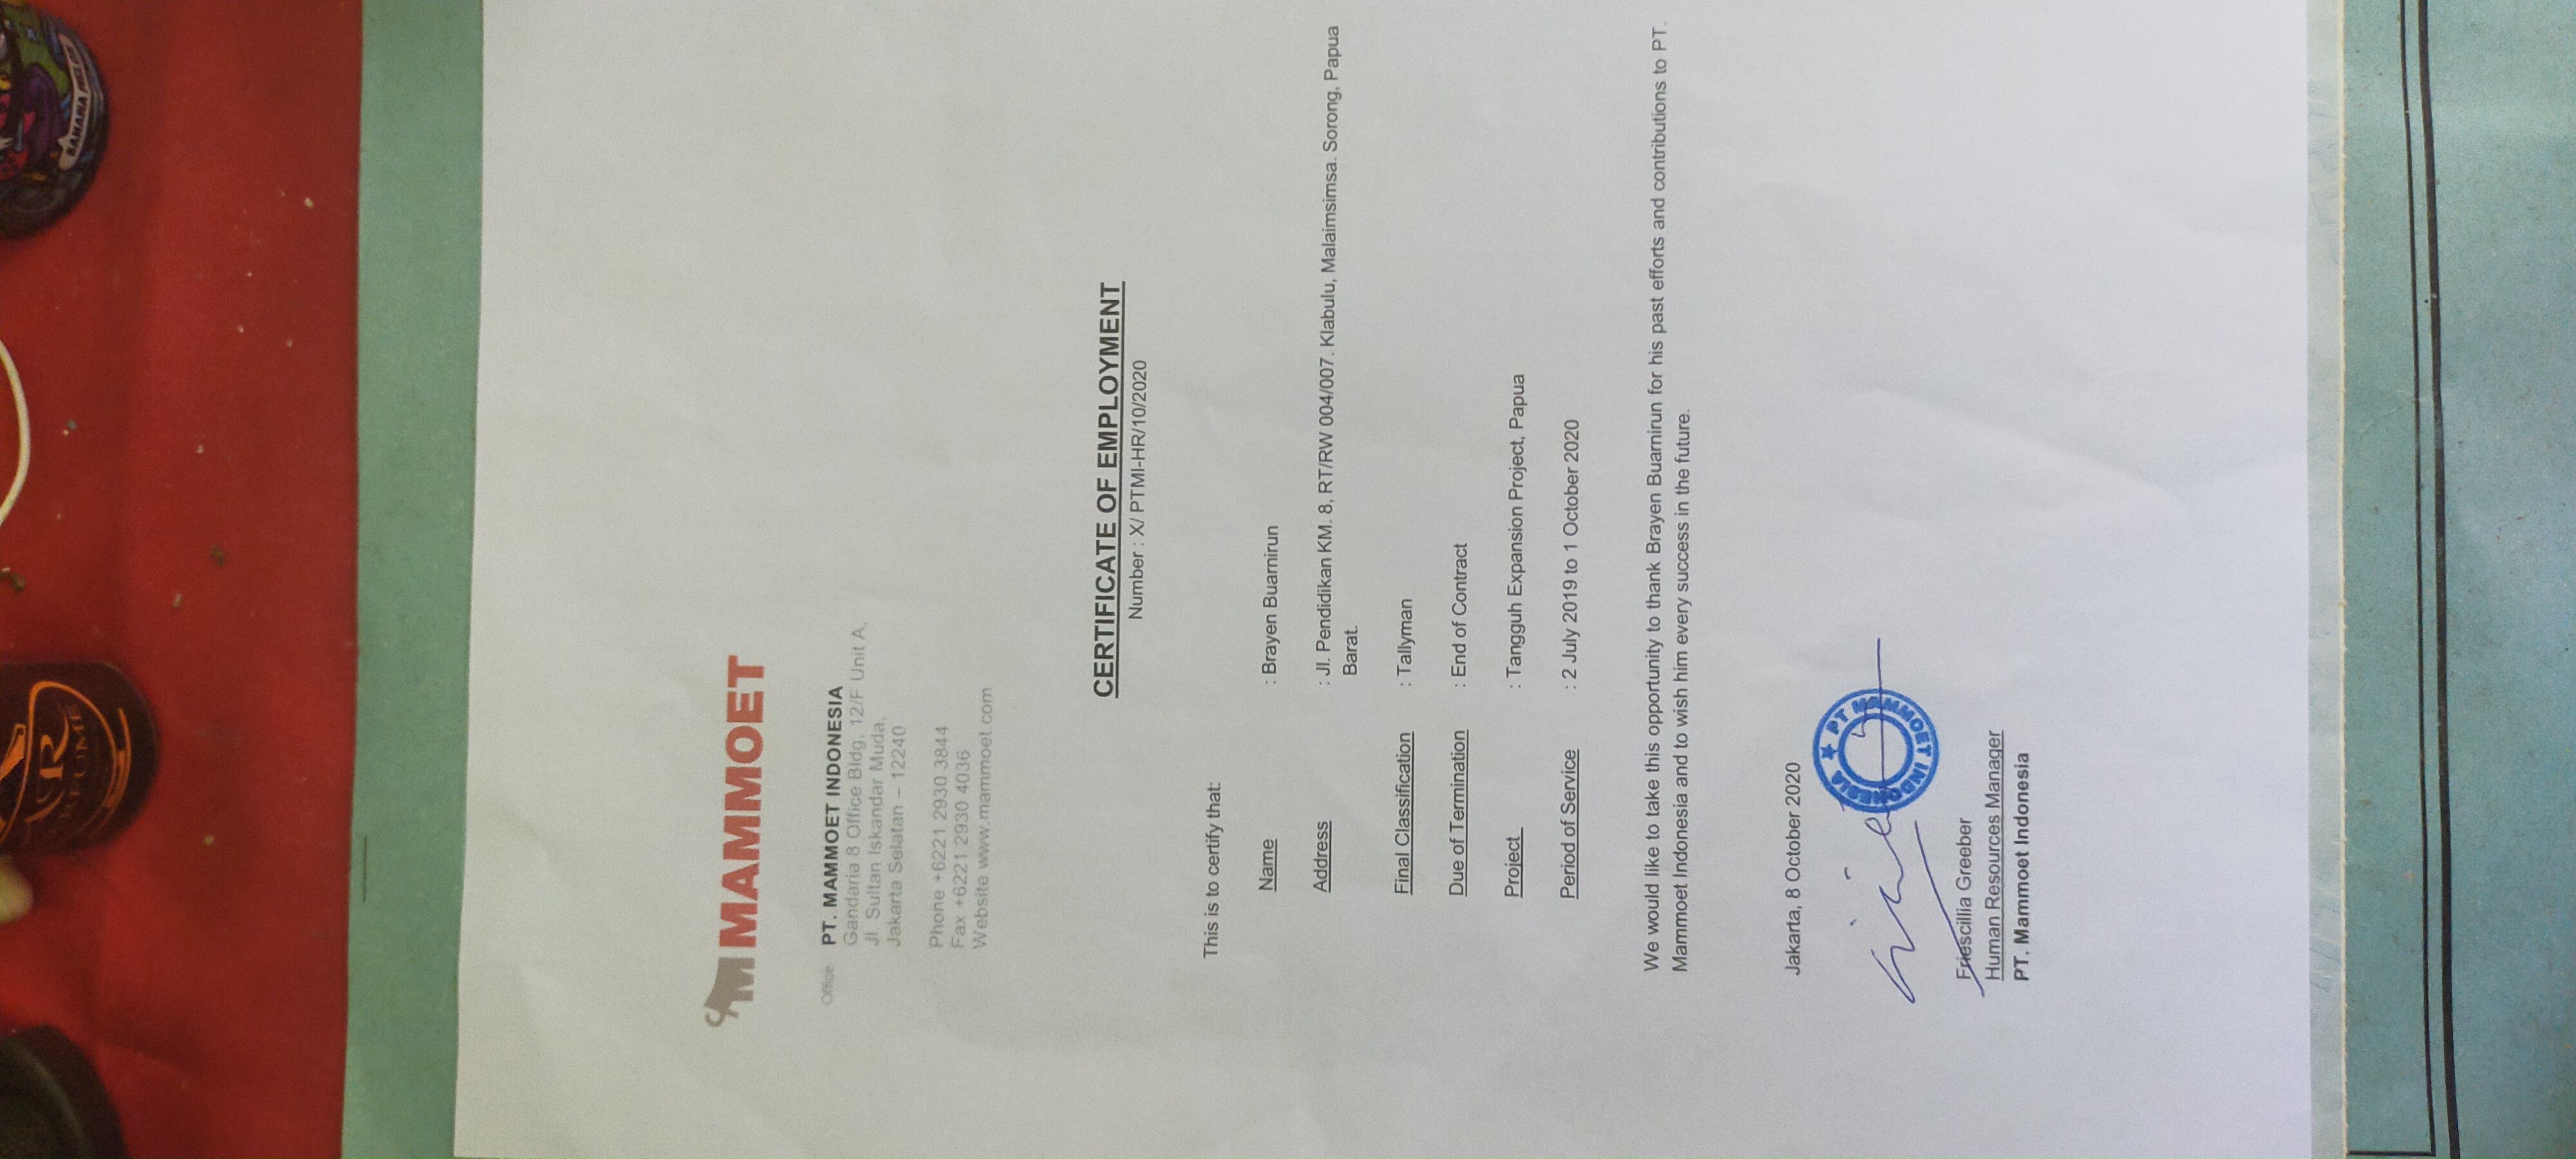 AR
PERFUME
BANANA MELON
MAMMOET
Office PT. MAMMOET INDONESIA
Gandaria 8 Office Bldg, 12/F Unit A,
Jl. Sultan Iskandar Muda,
Jakarta Selatan – 12240
Phone +6221 2930 3844
Fax +6221 2930 4036
Website www.mammoet.com
CERTIFICATE OF EMPLOYMENT
Number : X/ PTMI-HR/10/2020
This is to certify that:
Name : Brayen Buarnirun
Address : Jl. Pendidikan KM. 8, RT/RW 004/007. Klabulu, Malaimsimsa. Sorong, Papua
Barat.
Final Classification : Tallyman
Due of Termination : End of Contract
Project : Tangguh Expansion Project, Papua
Period of Service : 2 July 2019 to 1 October 2020
We would like to take this opportunity to thank Brayen Buarnirun for his past efforts and contributions to PT.
Mammoet Indonesia and to wish him every success in the future.
Jakarta, 8 October 2020
PT MAMMOET INDONESIA
Friescillia Greeber
Human Resources Manager
PT. Mammoet Indonesia